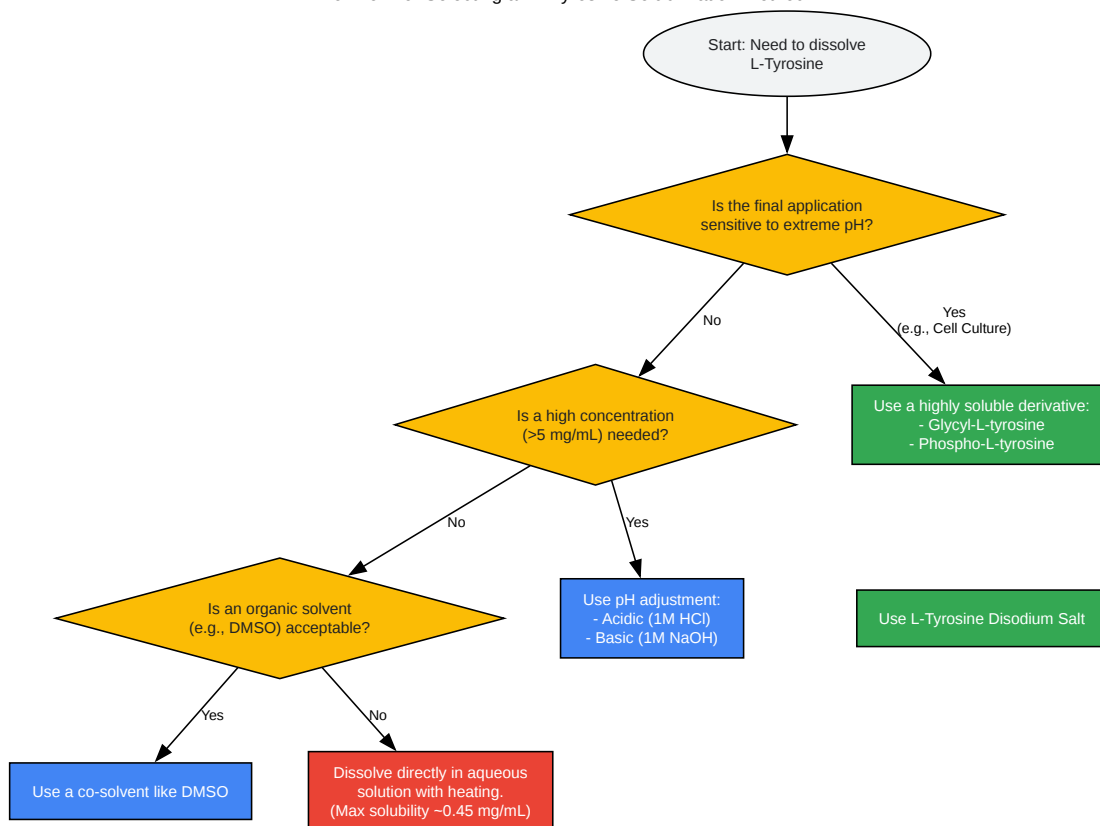 Start: Need to dissolve
L-Tyrosine
Is the final application
sensitive to extreme pH?
No
Yes
(e.g., Cell Culture)
Is a high concentration
(>5 mg/mL) needed?
Use a highly soluble derivative:
- Glycyl-L-tyrosine
- Phospho-L-tyrosine
No
Yes
Is an organic solvent
(e.g., DMSO) acceptable?
Use pH adjustment:
- Acidic (1M HCl)
- Basic (1M NaOH)
Use L-Tyrosine Disodium Salt
Yes
No
Use a co-solvent like DMSO
Dissolve directly in aqueous
solution with heating.
(Max solubility ~0.45 mg/mL)